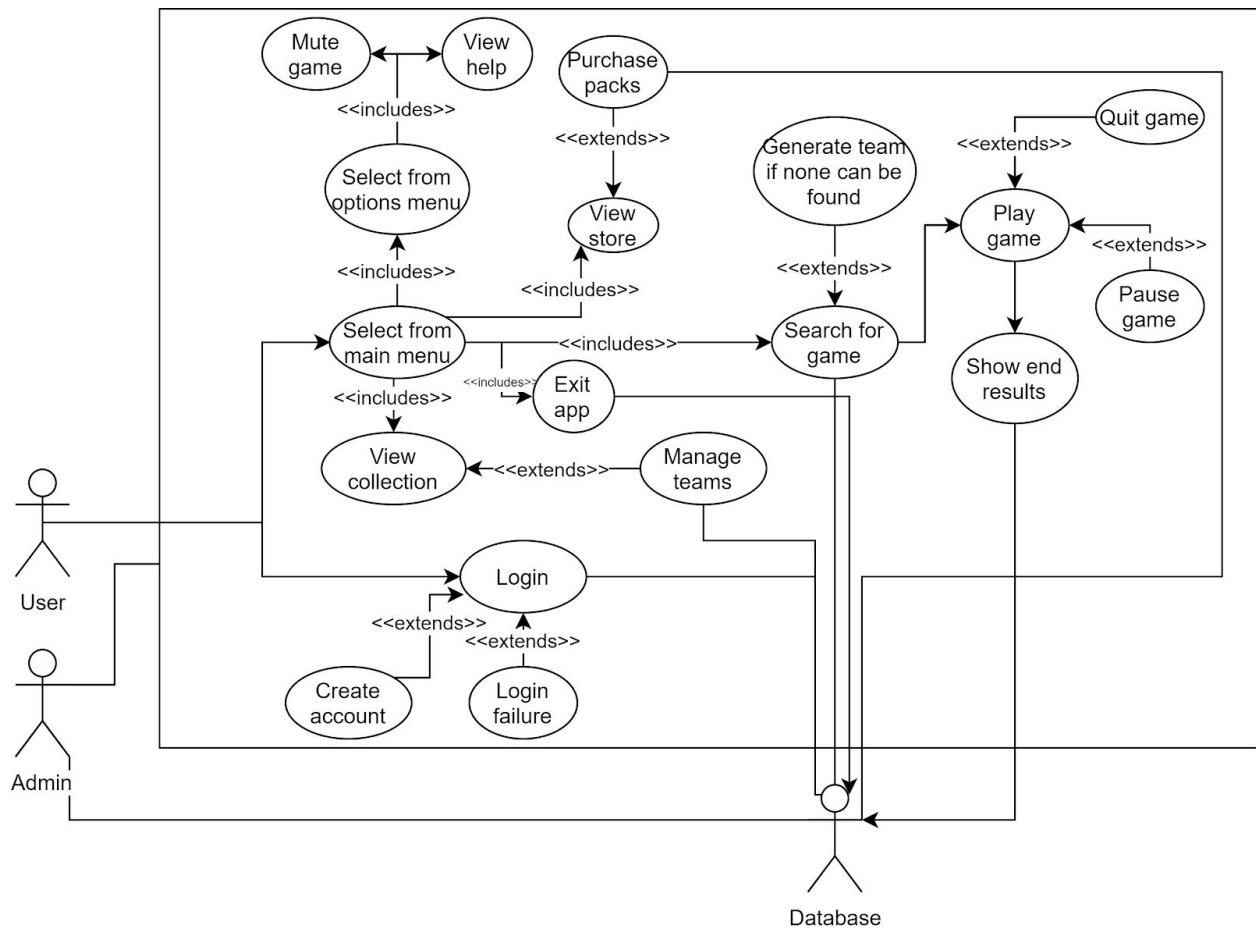 Mute
game
View
help
Purchase
packs
<<includes>>
<<extends>>
Quit game
<<extends>>
Generate team
if none can be
found
Select from
options menu
View
store
Play
game
<<extends>>
<<includes>>
<<extends>>
<<includes>>
Pause
game
Select from
main menu
<<includes>>
Search for
game
Show end
results
<<includes>>
Exit
app
<<includes>>
View
collection
<<extends>>
Manage
teams
Login
User
<<extends>>
<<extends>>
Create
account
Login
failure
Admin
Database